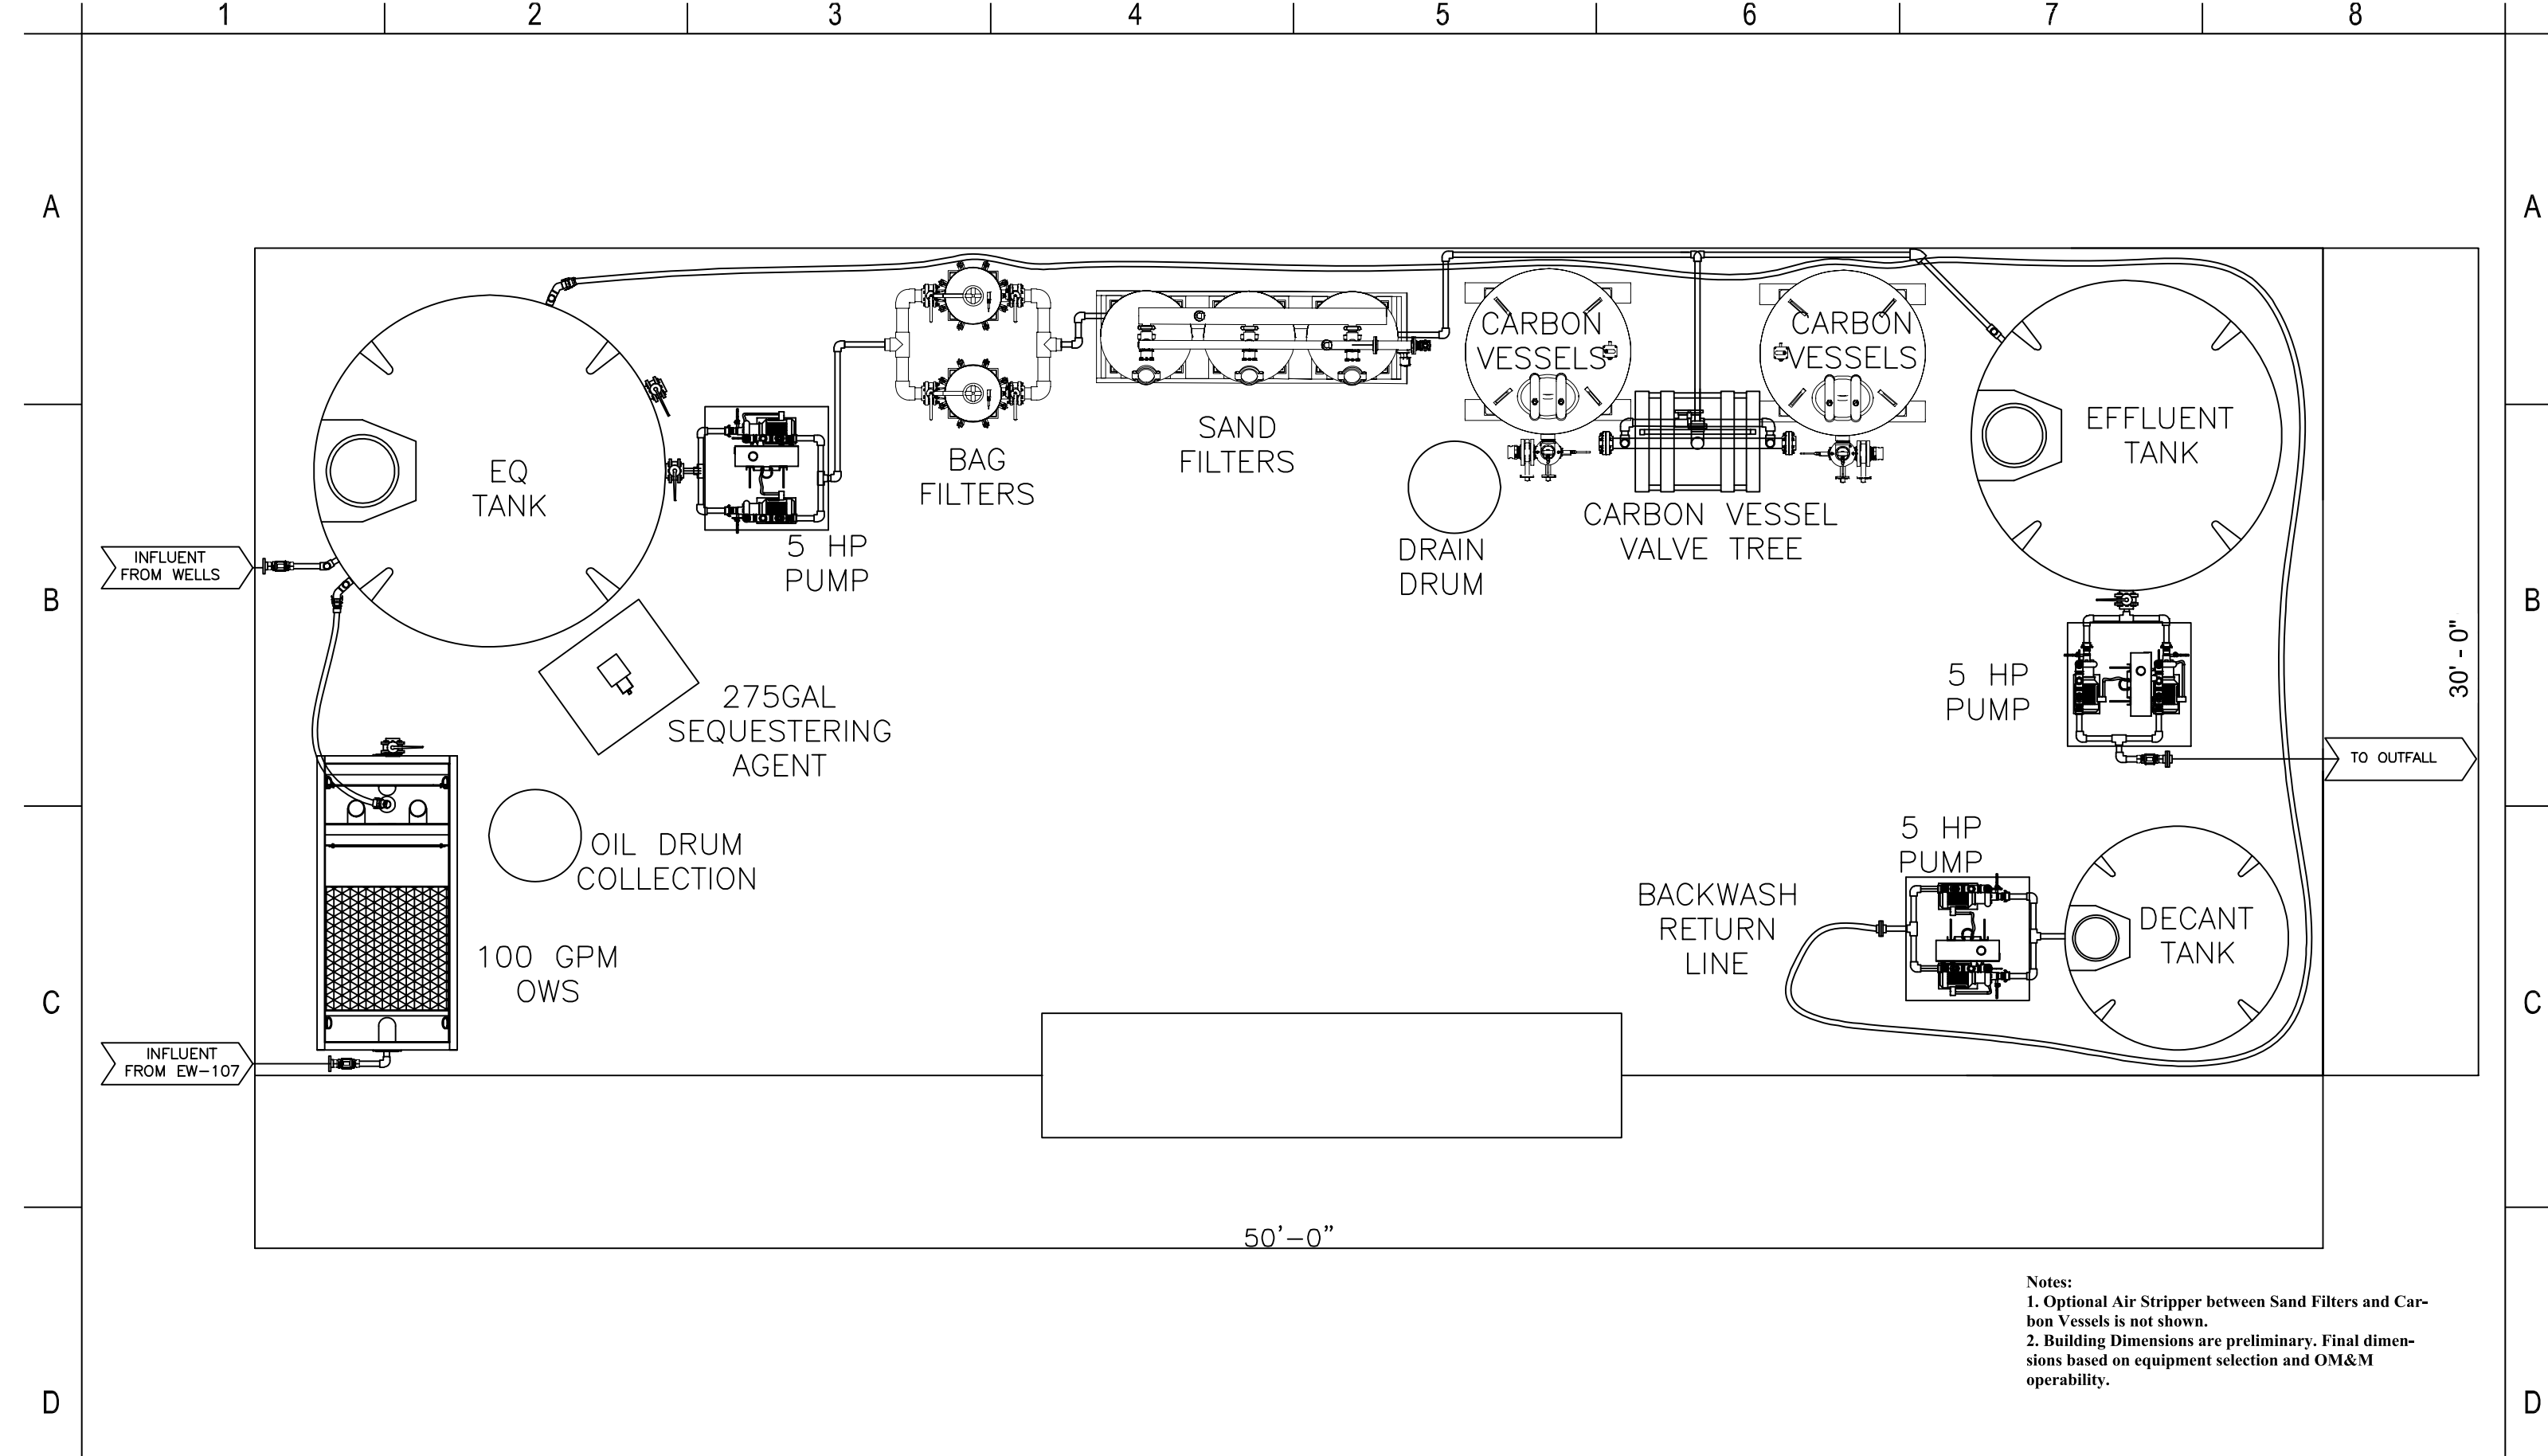 1 2 3 4 5 6 7 8
A A
CARBON
VESSELS
CARBON
VESSELS
EFFLUENT
TANK
SAND
FILTERS
BAG
FILTERS
EQ
TANK
CARBON VESSEL
VALVE TREE
DRAIN
DRUM
5 HP
PUMP
INFLUENT
FROM WELLS
B B
30' - 0"
5 HP
PUMP
275GAL
SEQUESTERING
AGENT
TO OUTFALL
OIL DRUM
COLLECTION
5 HP
PUMP
BACKWASH
RETURN
LINE
DECANT
TANK
100 GPM
OWS
C C
INFLUENT
FROM EW-107
50'-0"
Notes:
1. Optional Air Stripper between Sand Filters and Car-
bon Vessels is not shown.
2. Building Dimensions are preliminary. Final dimen-
sions based on equipment selection and OM&M
operability.
D D